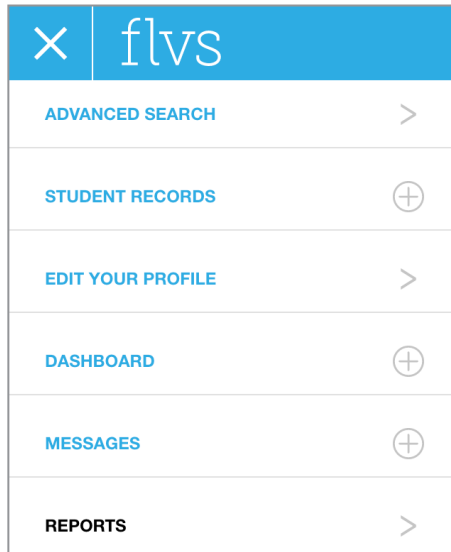 flvs
ADVANCED SEARCH
STUDENT RECORDS
EDIT YOUR PROFILE
DASHBOARD
MESSAGES
REPORTS